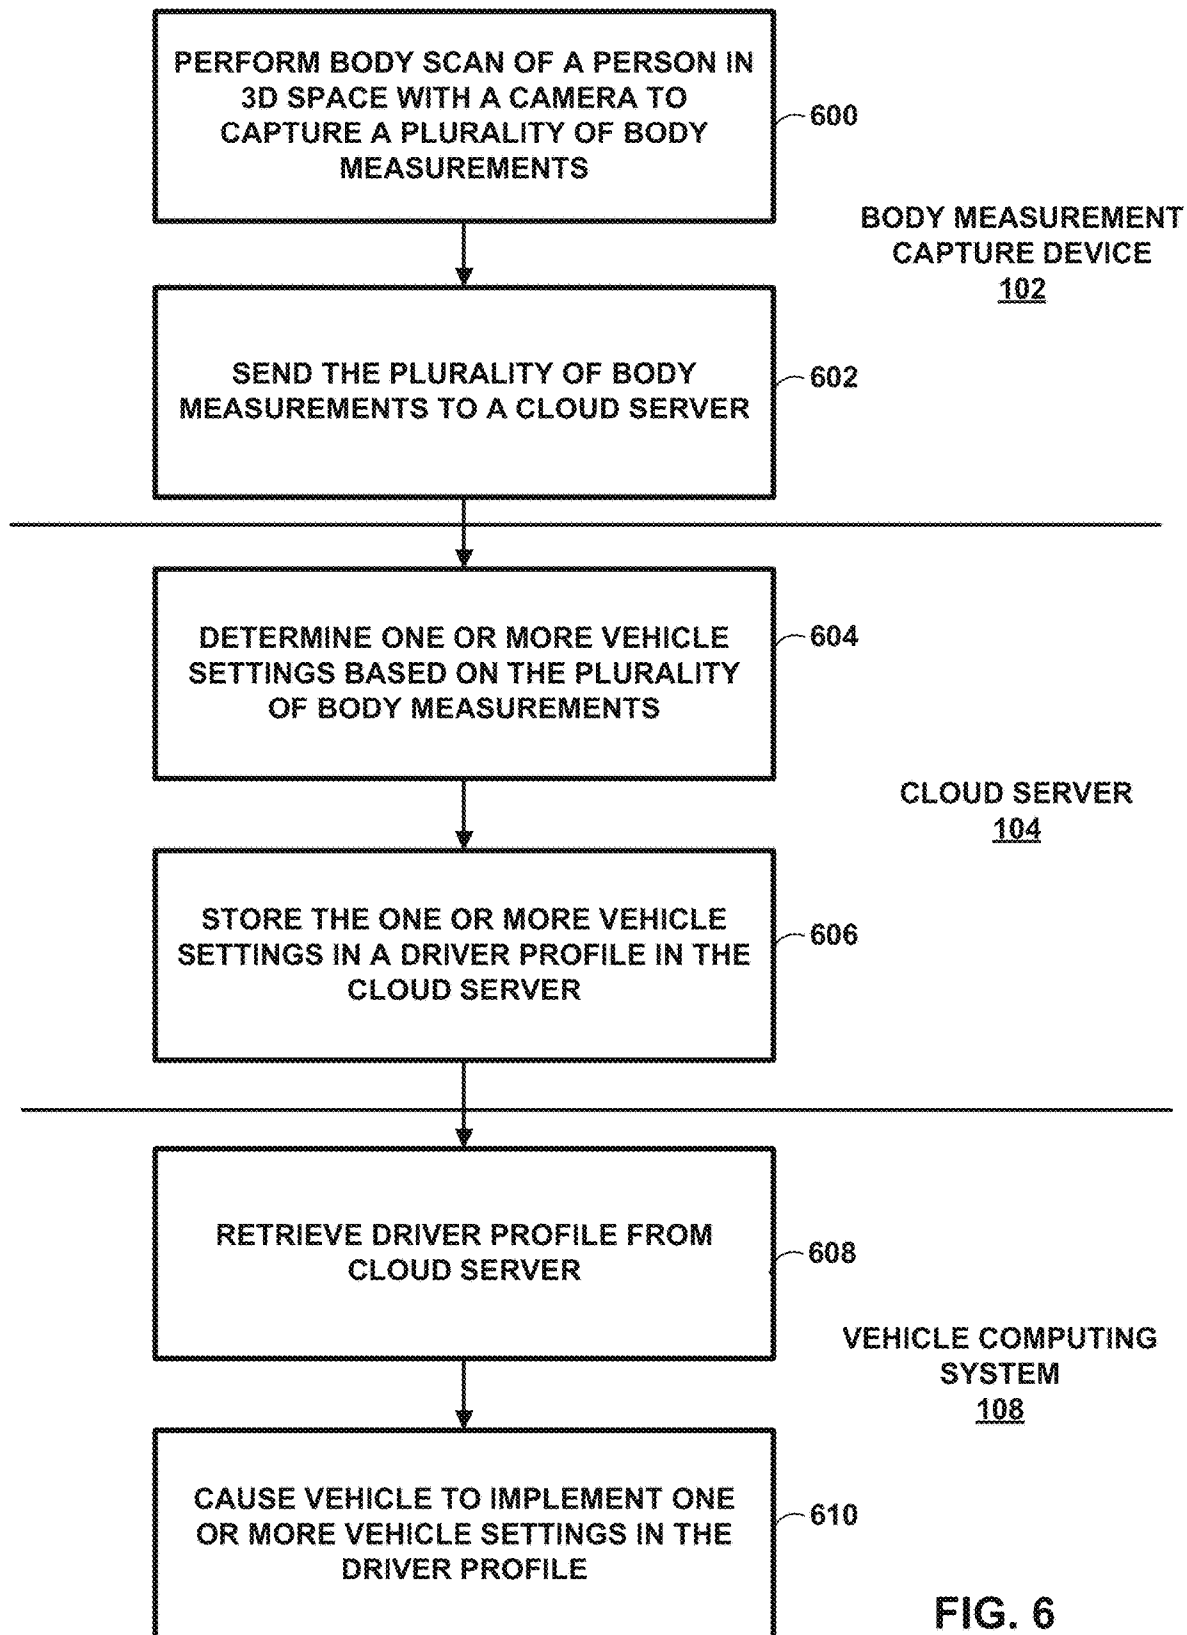 PERFORM BODY SCAN OF A PERSON IN
3D SPACE WITH A CAMERA TO
CAPTURE A PLURALITY OF BODY
MEASUREMENTS
600
BODY MEASUREMENT
CAPTURE DEVICE
102
SEND THE PLURALITY OF BODY
MEASUREMENTS TO A CLOUD SERVER
602
DETERMINE ONE OR MORE VEHICLE
SETTINGS BASED ON THE PLURALITY
OF BODY MEASUREMENTS
604
CLOUD SERVER
104
STORE THE ONE OR MORE VEHICLE
SETTINGS IN A DRIVER PROFILE IN THE
CLOUD SERVER
606
RETRIEVE DRIVER PROFILE FROM
CLOUD SERVER
608
VEHICLE COMPUTING
SYSTEM
108
CAUSE VEHICLE TO IMPLEMENT ONE
OR MORE VEHICLE SETTINGS IN THE
DRIVER PROFILE
610
FIG. 6